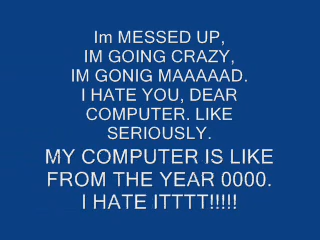 Im MESSED UP,
IM GOING CRAZY,
IM GONIG MAAAAAD.
I HATE YOU, DEAR
COMPUTER. LIKE
SERIOUSLY.
MY COMPUTER IS LIKE
FROM THE YEAR 0000.
I HATE ITTTT!!!!!